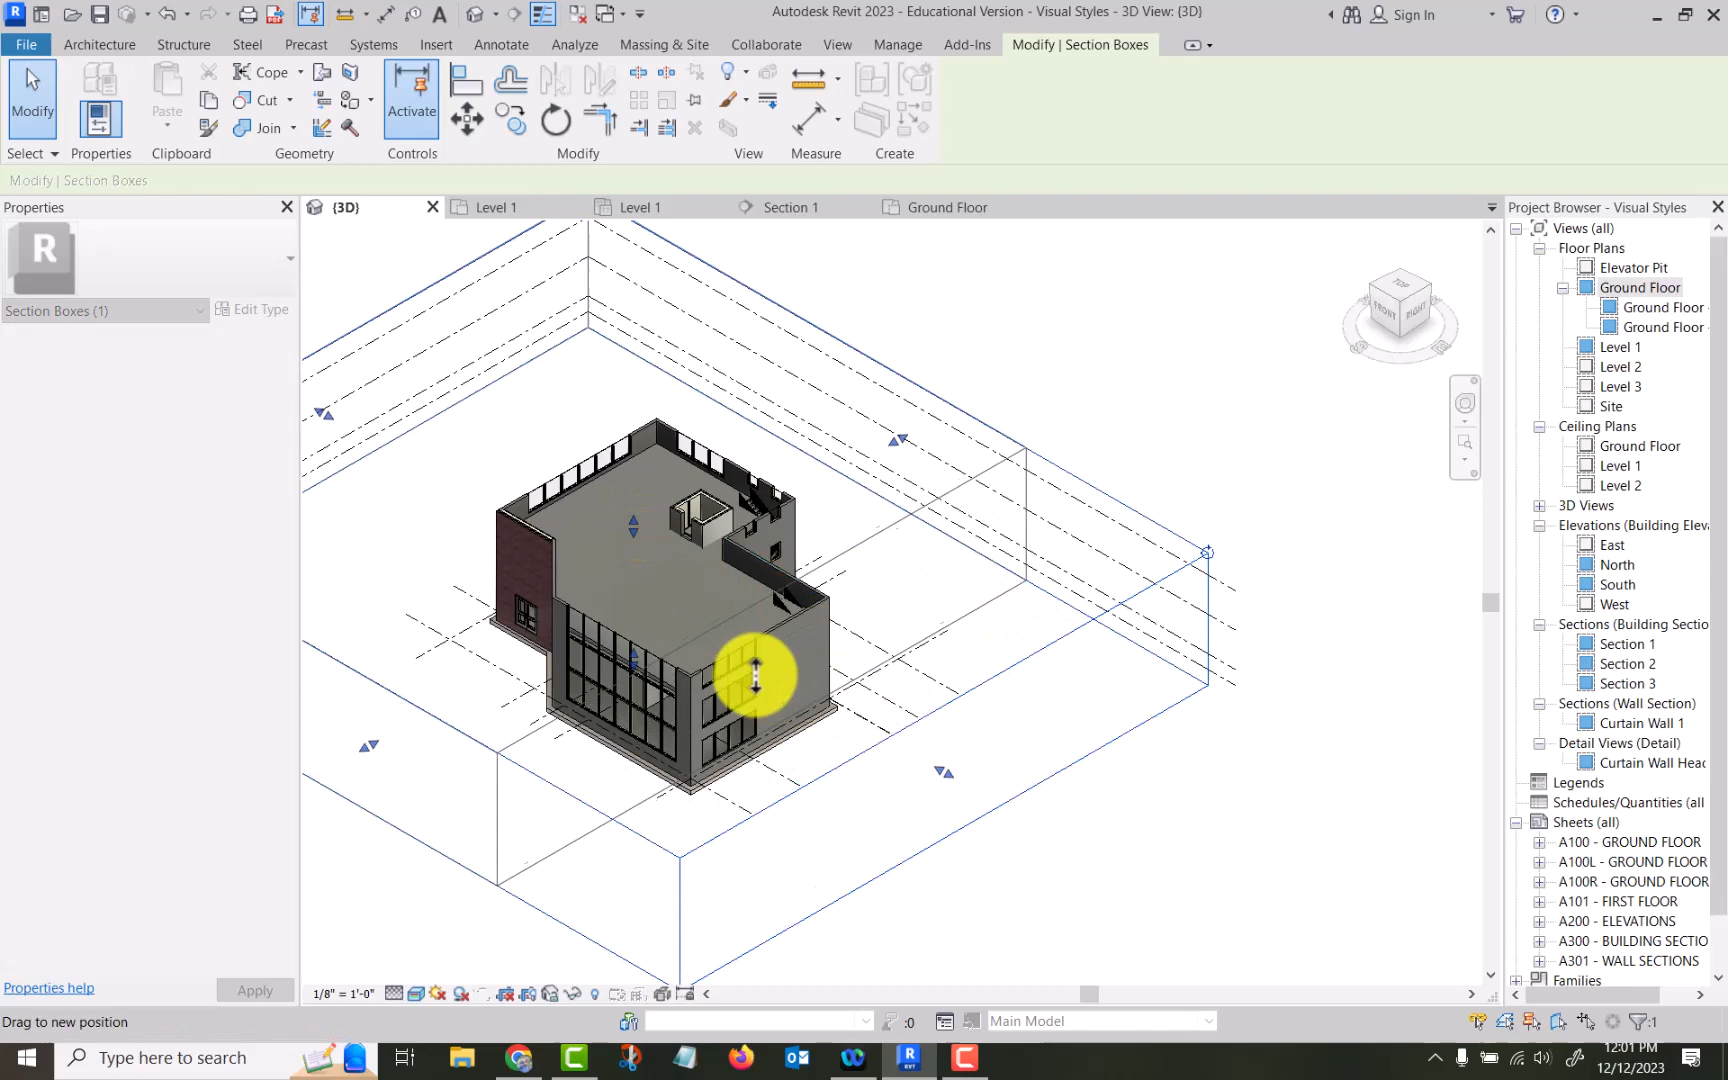 Autodesk Revit 2023 - Educational Version - Visual Styles - 3D View: {3D}
Sign In
File Architecture Structure Steel Precast Systems Insert Annotate Analyze Massing & Site Collaborate View Manage Add-Ins Modify | Section Boxes
Modify
Paste
Cope
Cut
Join
Activate
Select Properties Clipboard Geometry Controls Modify View Measure Create
Modify | Section Boxes
Properties
{3D} Level 1 Level 1 Section 1 Ground Floor
Project Browser - Visual Styles
R
Section Boxes (1) Edit Type
TOP
FRONT
RIGHT
Views (all)
Floor Plans
Elevator Pit
Ground Floor
Ground Floor
Ground Floor
Level 1
Level 2
Level 3
Site
Ceiling Plans
Ground Floor
Level 1
Level 2
3D Views
Elevations (Building Elev
East
North
South
West
Sections (Building Sectio
Section 1
Section 2
Section 3
Sections (Wall Section)
Curtain Wall 1
Detail Views (Detail)
Curtain Wall Head
Legends
Schedules/Quantities (all
Sheets (all)
A100 - GROUND FLOOR
A100L - GROUND FLOOR
A100R - GROUND FLOOR
A101 - FIRST FLOOR
A200 - ELEVATIONS
A300 - BUILDING SECTIO
A301 - WALL SECTIONS
Families
Properties help Apply
1/8" = 1'-0"
Drag to new position
:0
Main Model
:1
Type here to search
12:01 PM
12/12/2023